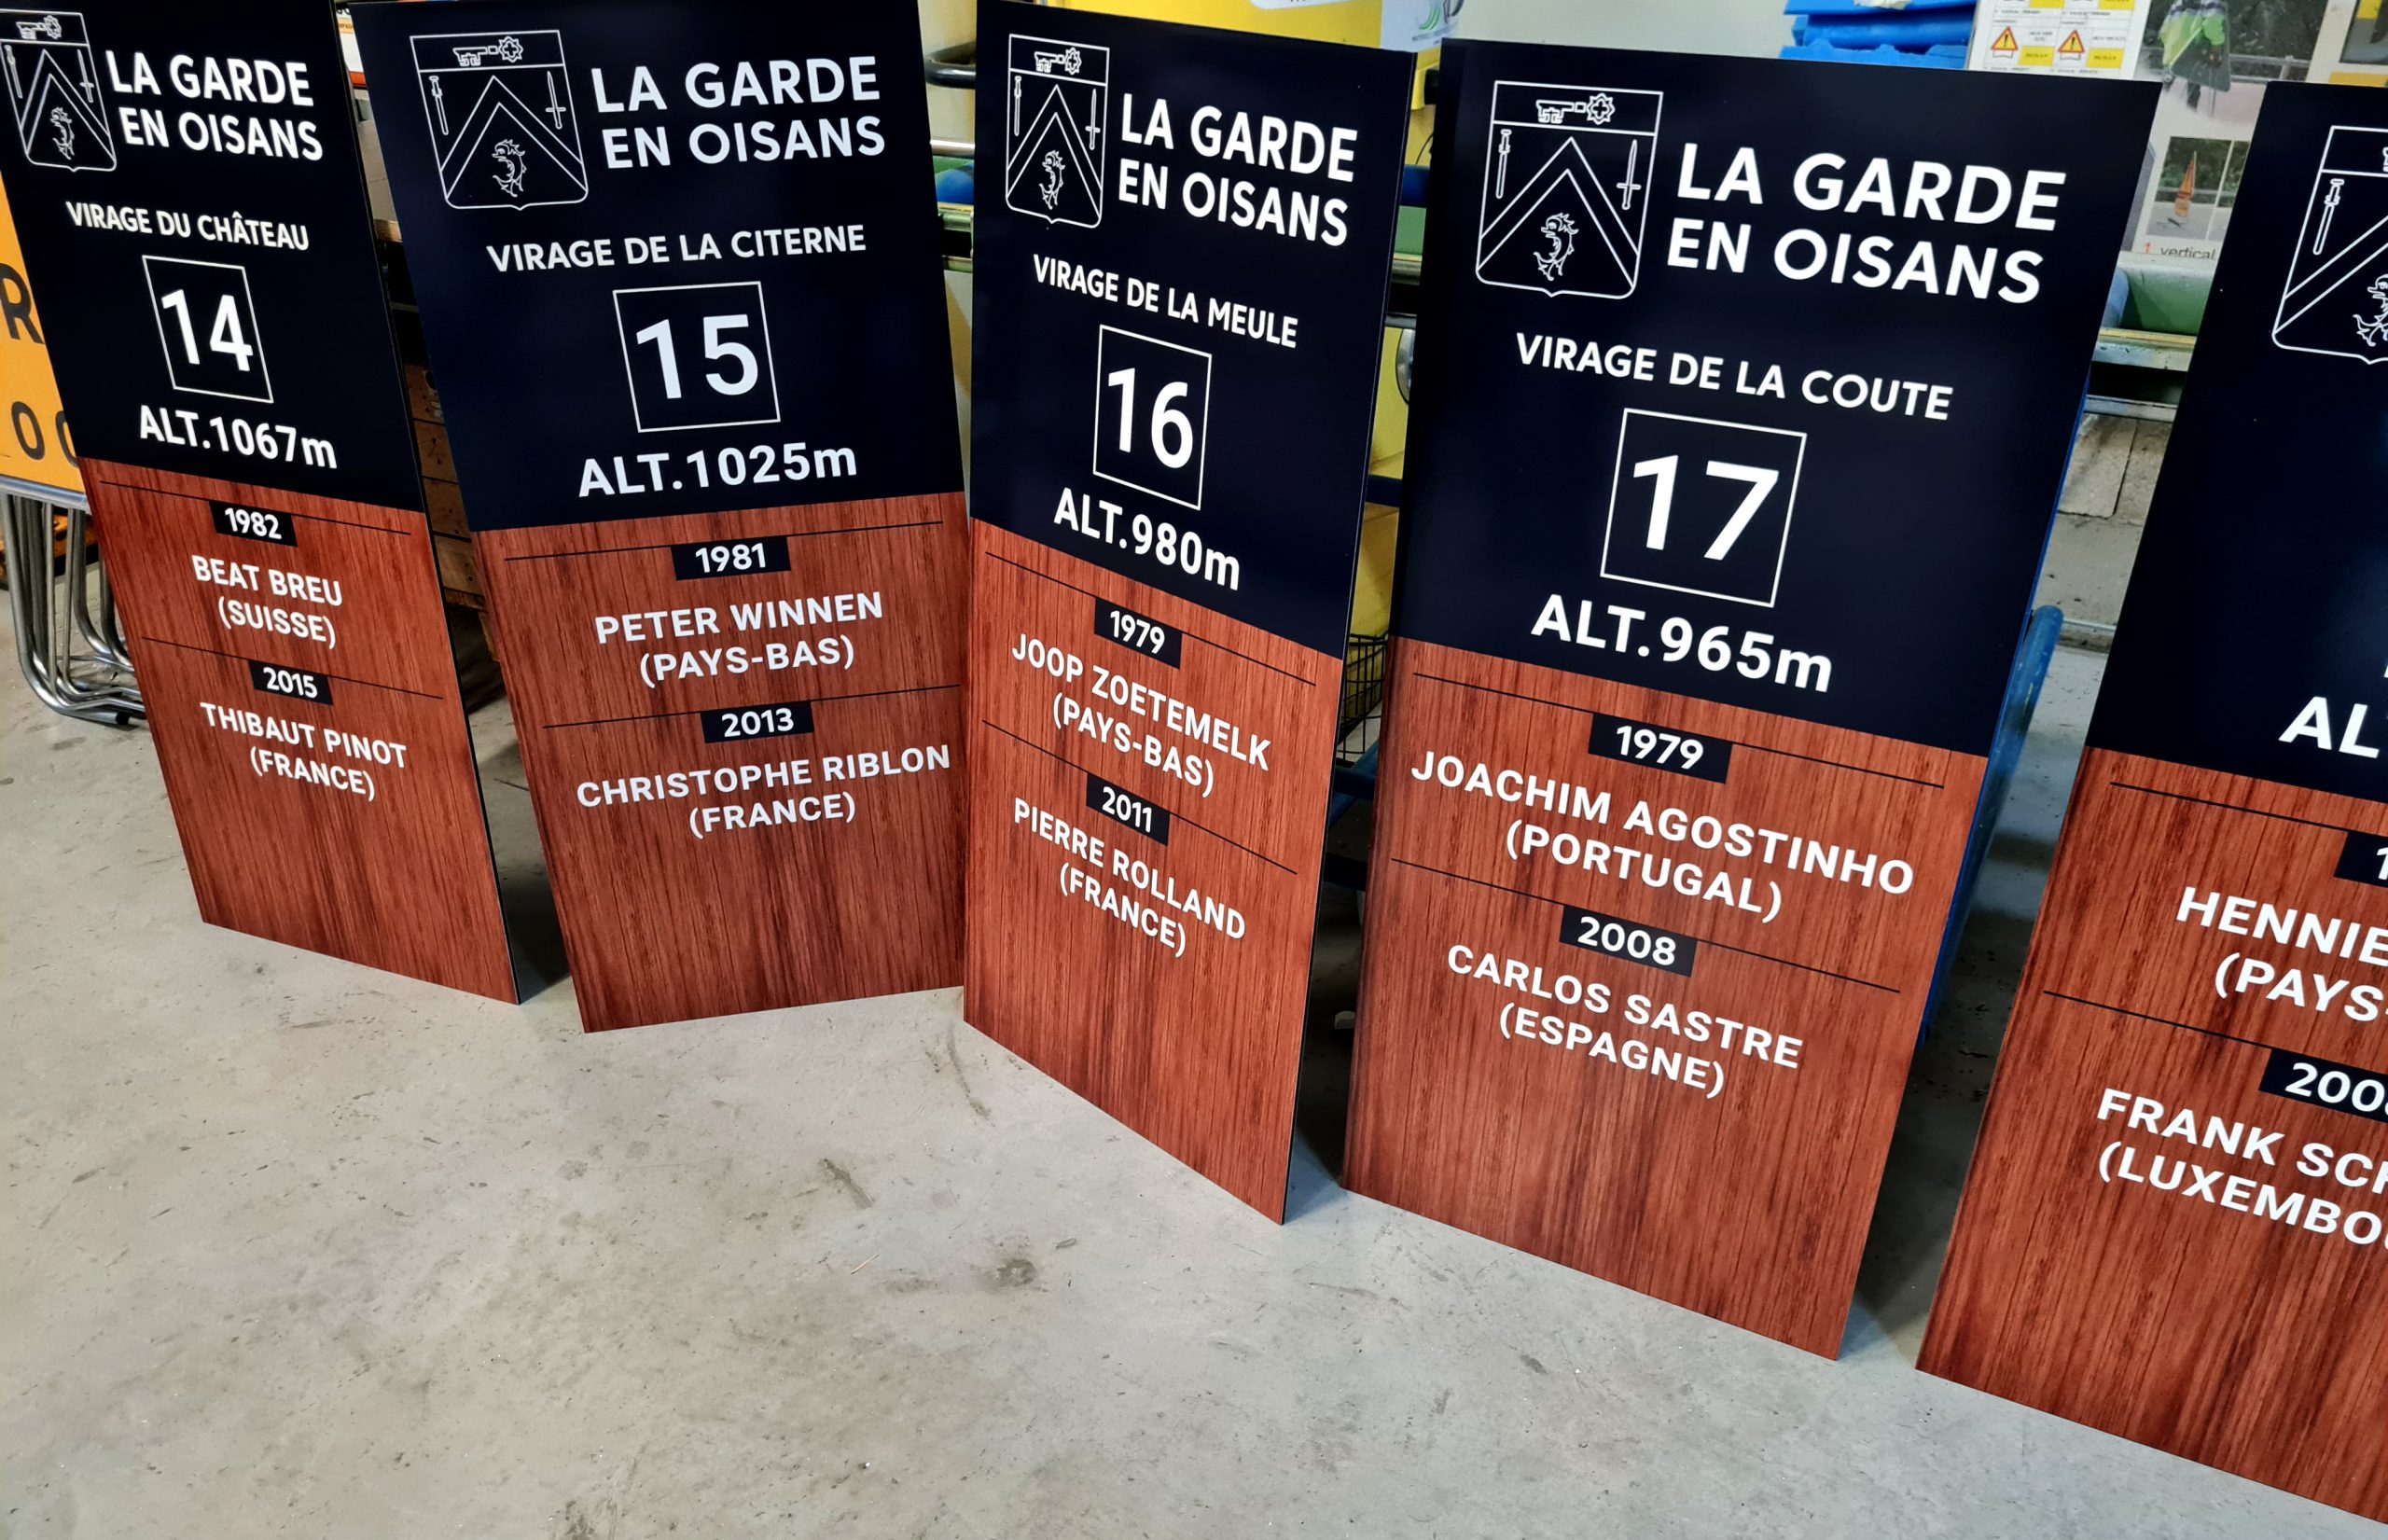 LA GARDE
EN OISANS
VIRAGE DU CHÂTEAU
14
ALT.1067m
1982
BEAT BREU
(SUISSE)
2015
THIBAUT PINOT
(FRANCE)
LA GARDE
EN OISANS
VIRAGE DE LA CITERNE
15
ALT.1025m
1981
PETER WINNEN
(PAYS-BAS)
2013
CHRISTOPHE RIBLON
(FRANCE)
LA GARDE
EN OISANS
VIRAGE DE LA MEULE
16
ALT.980m
1979
JOOP ZOETEMELK
(PAYS-BAS)
2011
PIERRE ROLLAND
(FRANCE)
LA GARDE
EN OISANS
VIRAGE DE LA COUTE
17
ALT.965m
1979
JOACHIM AGOSTINHO
(PORTUGAL)
2008
CARLOS SASTRE
(ESPAGNE)
HENNIE
FRANK
1. vertical